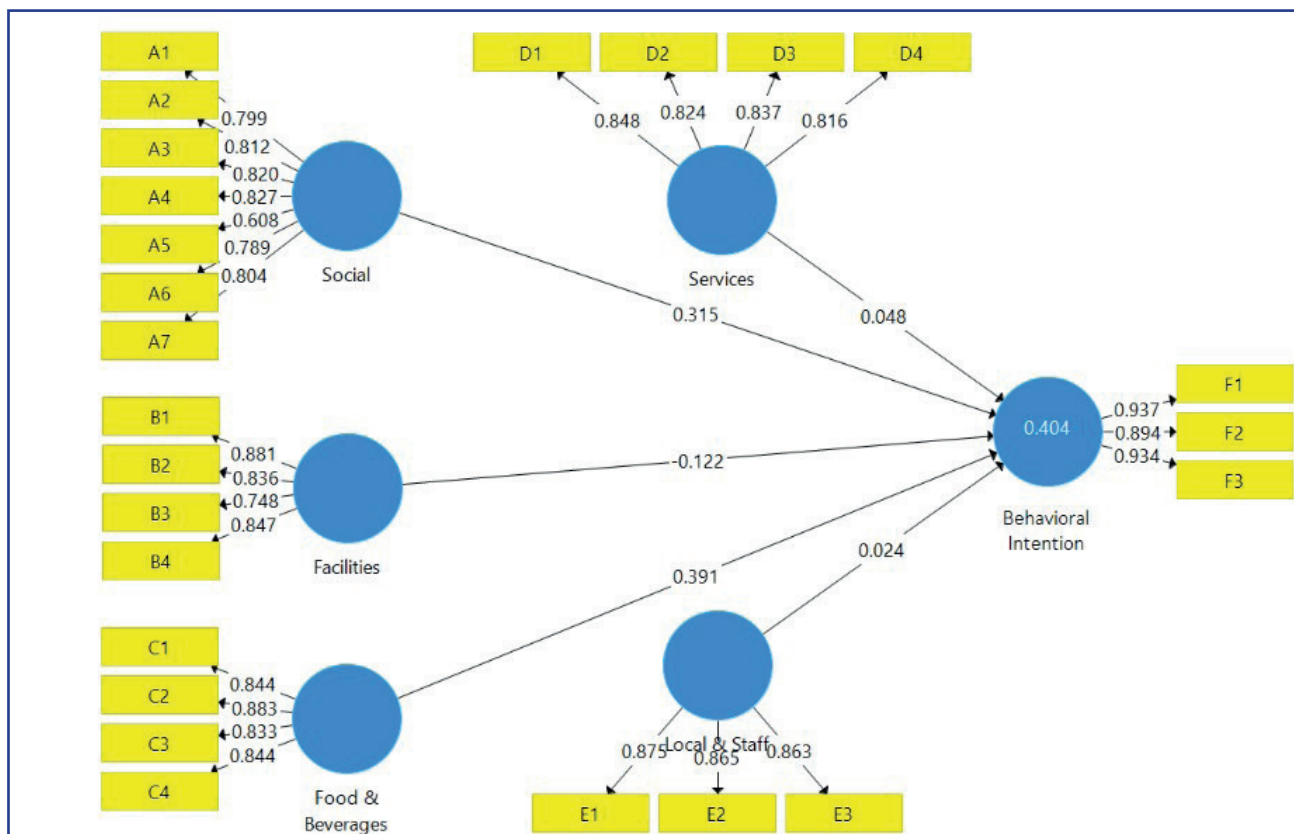 A1
A2
A3
A4
A5
A6
A7
0.799
0.812
0.820
0.827
0.608
0.789
0.804
Social
D1 D2 D3 D4
0.848 0.824 0.837 0.816
Services
0.315
0.048
B1
B2
B3
B4
0.881
0.836
0.748
0.847
Facilities
-0.122
0.404
Behavioral
Intention
0.937
0.894
0.934
F1
F2
F3
C1
C2
C3
C4
0.844
0.883
0.833
0.844
Food &
Beverages
0.391
0.024
Local & Staff
0.875 0.865 0.863
E1 E2 E3